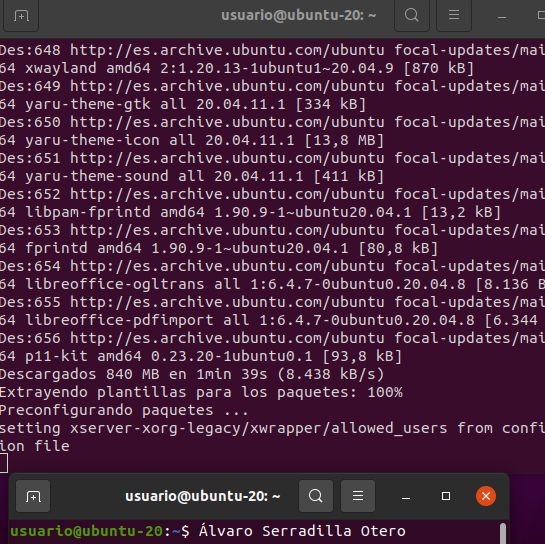 usuario@ubuntu-20: ~
Des:648 http://es.archive.ubuntu.com/ubuntu focal-updates/mai
64 xwayland amd64 2:1.20.13-1ubuntu1~20.04.9 [870 kB]
Des:649 http://es.archive.ubuntu.com/ubuntu focal-updates/mai
64 yaru-theme-gtk all 20.04.11.1 [334 kB]
Des:650 http://es.archive.ubuntu.com/ubuntu focal-updates/mai
64 yaru-theme-icon all 20.04.11.1 [13,8 MB]
Des:651 http://es.archive.ubuntu.com/ubuntu focal-updates/mai
64 yaru-theme-sound all 20.04.11.1 [411 kB]
Des:652 http://es.archive.ubuntu.com/ubuntu focal-updates/mai
64 libpam-fprintd amd64 1.90.9-1~ubuntu20.04.1 [13,2 kB]
Des:653 http://es.archive.ubuntu.com/ubuntu focal-updates/mai
64 fprintd amd64 1.90.9-1~ubuntu20.04.1 [80,8 kB]
Des:654 http://es.archive.ubuntu.com/ubuntu focal-updates/mai
64 libreoffice-ogltrans all 1:6.4.7-0ubuntu0.20.04.8 [8.136 B
Des:655 http://es.archive.ubuntu.com/ubuntu focal-updates/mai
64 libreoffice-pdfimport all 1:6.4.7-0ubuntu0.20.04.8 [6.344
Des:656 http://es.archive.ubuntu.com/ubuntu focal-updates/mai
64 p11-kit amd64 0.23.20-1ubuntu0.1 [93,8 kB]
Descargados 840 MB en 1min 39s (8.438 kB/s)
Extrayendo plantillas para los paquetes: 100%
Preconfigurando paquetes ...
setting xserver-xorg-legacy/xwrapper/allowed_users from confi
ion file
usuario@ubuntu-20: ~
usuario@ubuntu-20:~$ Álvaro Serradilla Otero